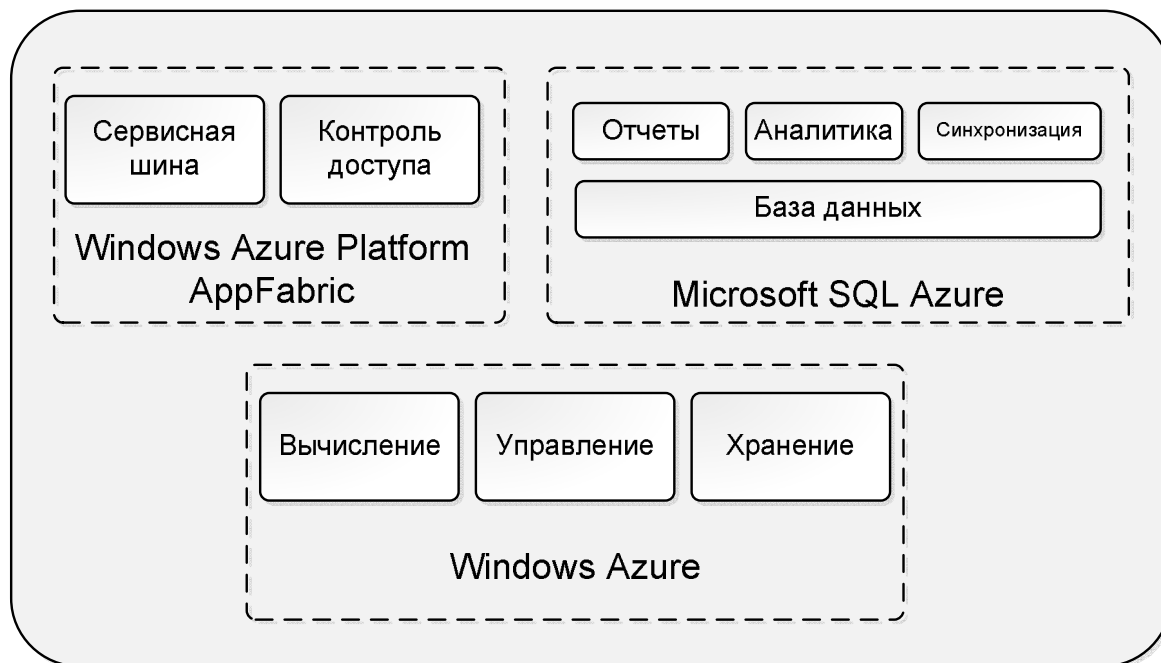 Сервисная
шина
Контроль
доступа
Windows Azure Platform
AppFabric
Отчеты
Аналитика
Синхронизация
База данных
Microsoft SQL Azure
Вычисление
Управление
Хранение
Windows Azure